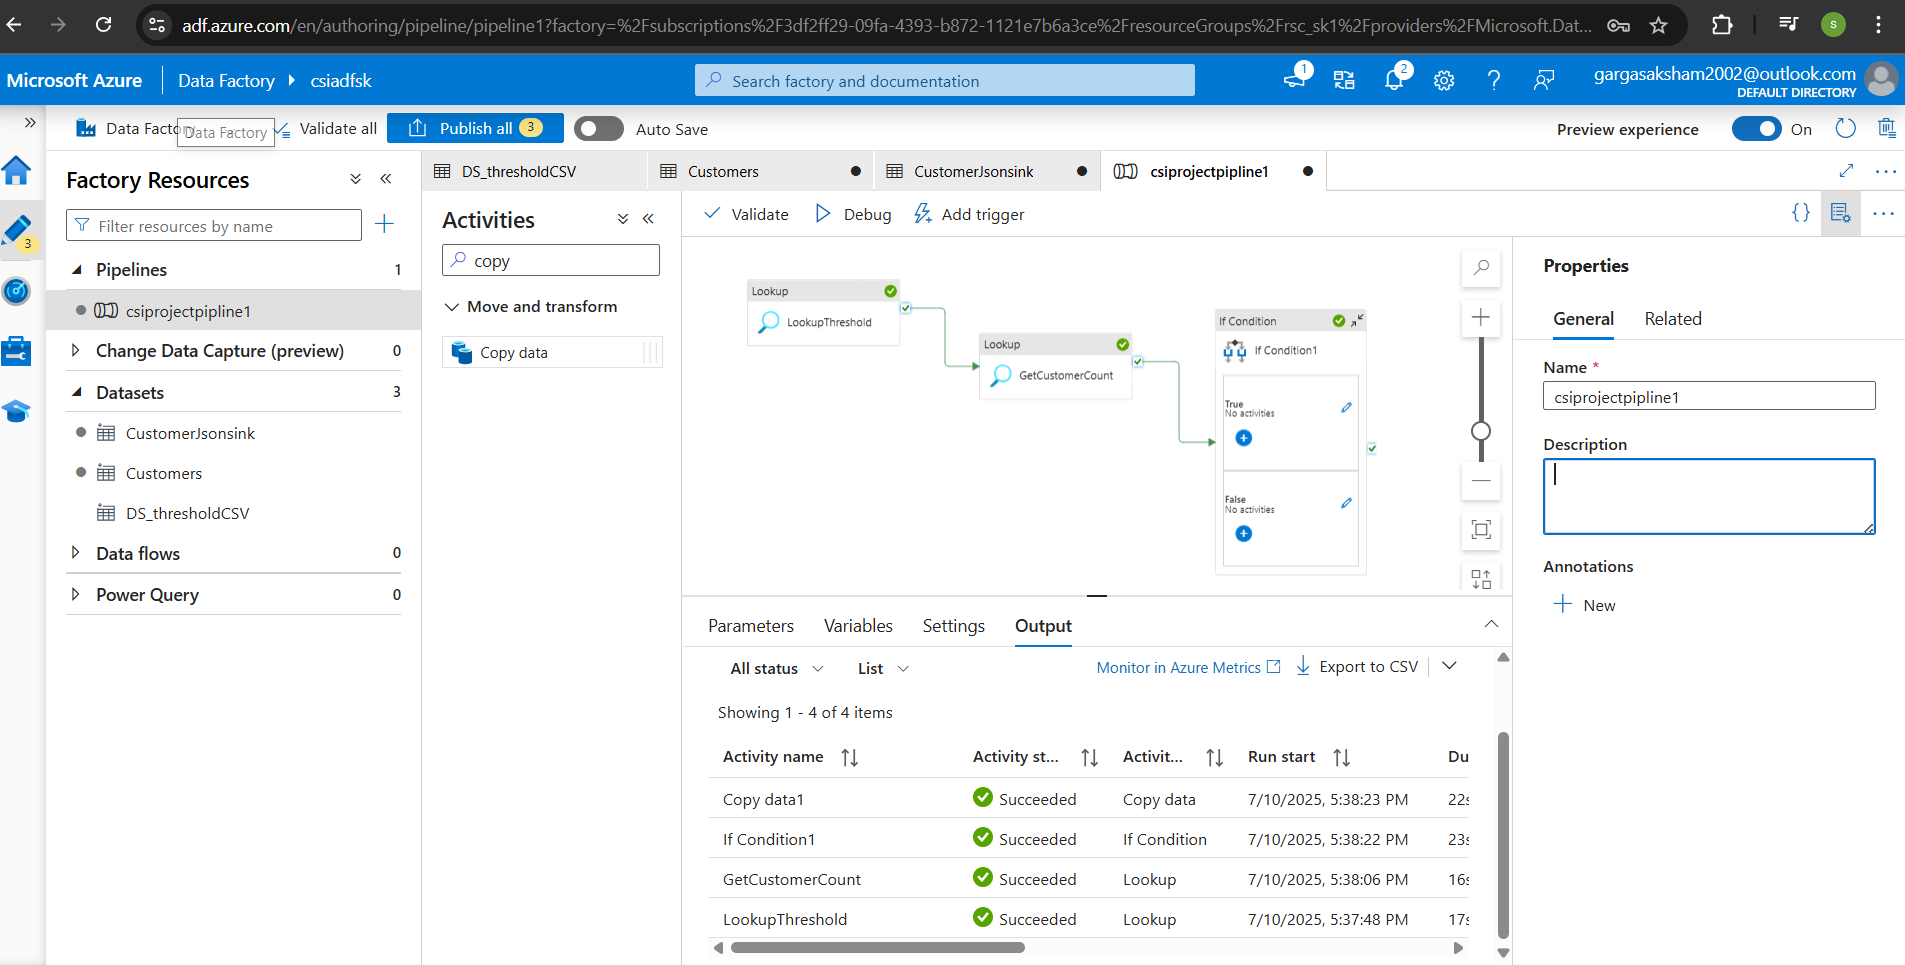 adf.azure.com/en/authoring/pipeline/pipeline1?factory=%2Fsubscriptions%2F3df2ff29-09fa-4393-b872-1121e7b6a3ce%2FresourceGroups%2Frsc_sk1%2Fproviders%2FMicrosoft.Dat...
S
Microsoft Azure
Data Factory
csiadfsk
Search factory and documentation
1
2
gargasaksham2002@outlook.com
DEFAULT DIRECTORY
Data Factory
Validate all
Publish all 3
Auto Save
Preview experience
On
Data Factory
Factory Resources
DS_thresholdCSV
Customers
CustomerJsonsink
csiprojectpipline1
3
Filter resources by name
Pipelines 1
csiprojectpipline1
Change Data Capture (preview) 0
Datasets 3
CustomerJsonsink
Customers
DS_thresholdCSV
Data flows 0
Power Query 0
Activities
copy
Move and transform
Copy data
Validate
Debug
Add trigger
{}
Lookup
LookupThreshold
Lookup
GetCustomerCount
If Condition
If Condition1
True
No activities
False
No activities
Properties
General
Related
Name *
csiprojectpipline1
Description
Annotations
New
Parameters
Variables
Settings
Output
All status
List
Monitor in Azure Metrics
Export to CSV
Showing 1 - 4 of 4 items
Activity name Activity st... Activit... Run start Du
Copy data1 Succeeded Copy data 7/10/2025, 5:38:23 PM 22s
If Condition1 Succeeded If Condition 7/10/2025, 5:38:22 PM 23s
GetCustomerCount Succeeded Lookup 7/10/2025, 5:38:06 PM 16s
LookupThreshold Succeeded Lookup 7/10/2025, 5:37:48 PM 17s